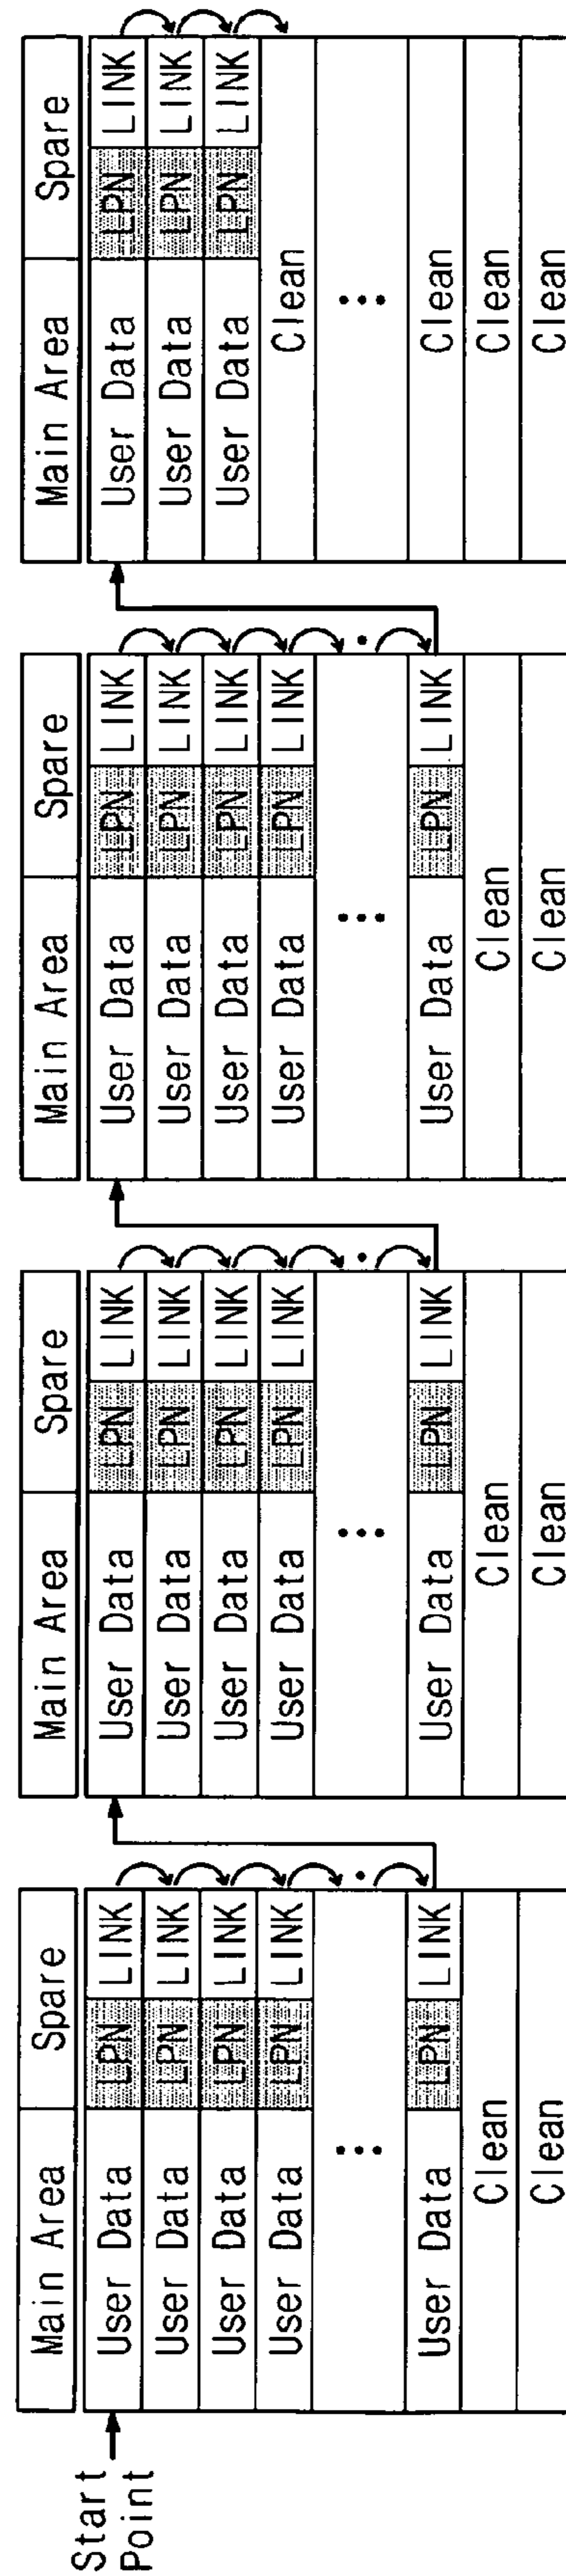 Start
Point
Main Area Spare
User Data LPN LINK
User Data LPN LINK
User Data LPN LINK
User Data LPN LINK
...
User Data LPN LINK
Clean
Clean
Main Area Spare
User Data LPN LINK
User Data LPN LINK
User Data LPN LINK
User Data LPN LINK
...
User Data LPN LINK
Clean
Clean
Main Area Spare
User Data LPN LINK
User Data LPN LINK
User Data LPN LINK
User Data LPN LINK
...
User Data LPN LINK
Clean
Clean
Main Area Spare
User Data LPN LINK
User Data LPN LINK
User Data LPN LINK
Clean
...
Clean
Clean
Clean